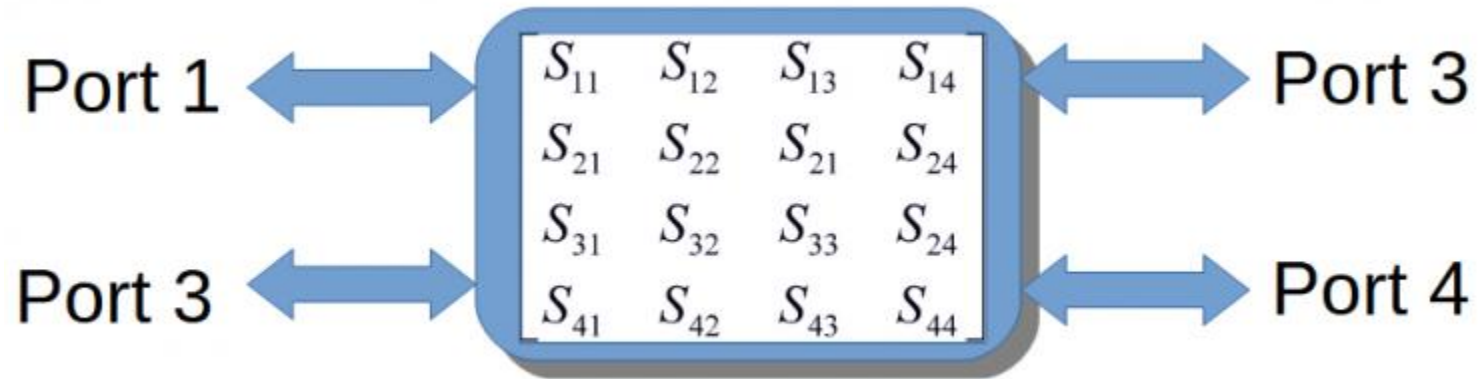 Port 1
Port 3
S11 S12 S13 S14
S21 S22 S21 S24
S31 S32 S33 S24
S41 S42 S43 S44
Port 3
Port 4